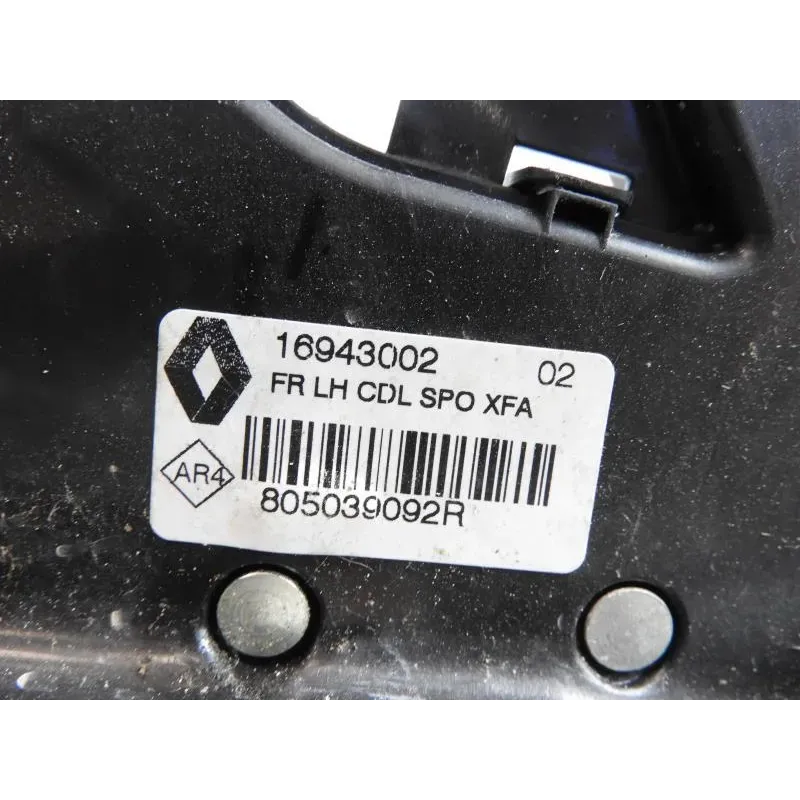 16943002 02
FR LH CDL SPO XFA
AR4
805039092R